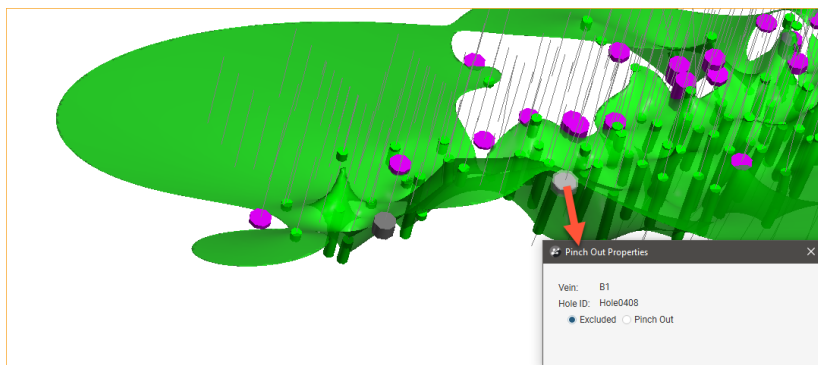 Pinch Out Properties
Vein: B1
Hole ID: Hole0408
Excluded Pinch Out